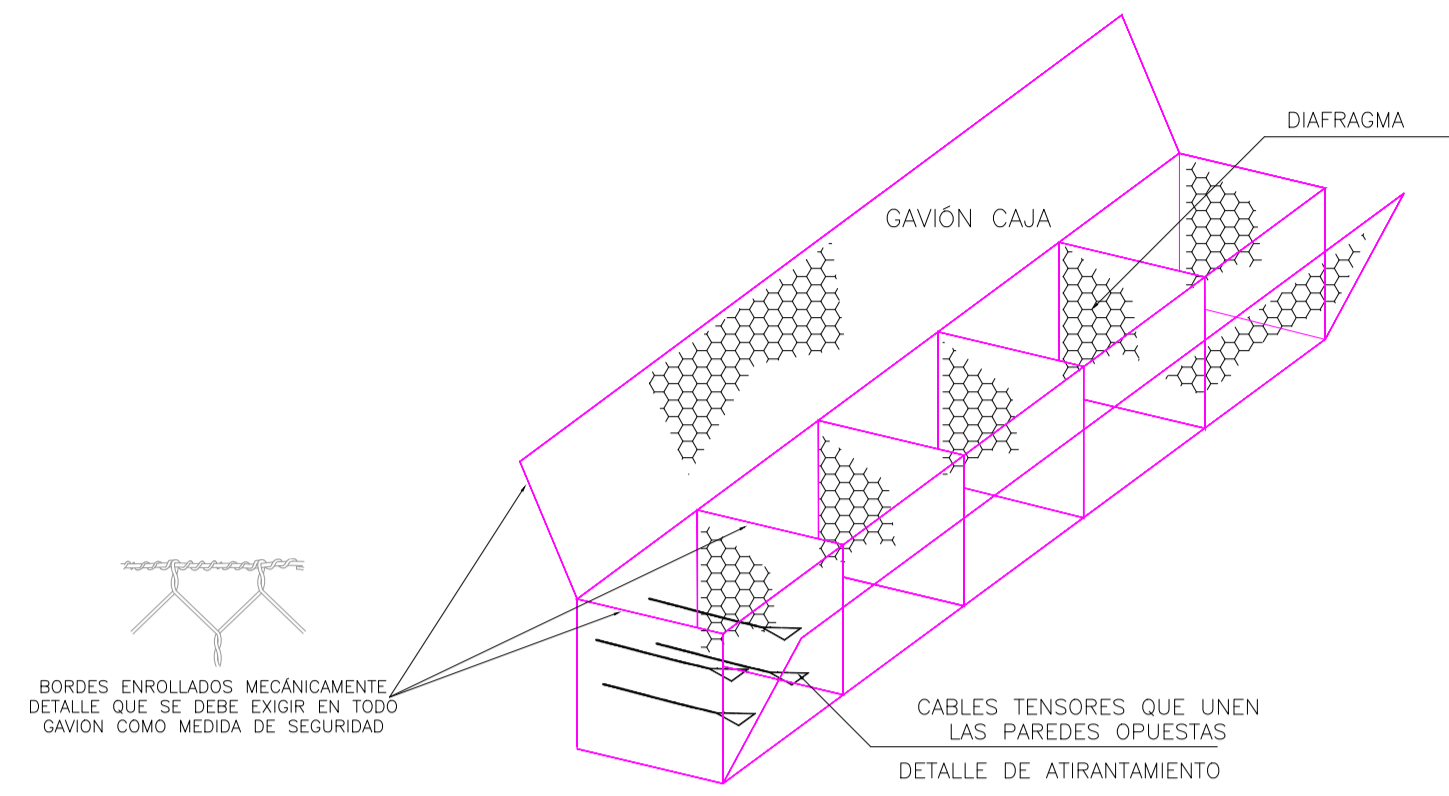 DIAFRAGMA
GAVIÓN CAJA
BORDES ENROLLADOS MECÁNICAMENTE
DETALLE QUE SE DEBE EXIGIR EN TODO
GAVION COMO MEDIDA DE SEGURIDAD
CABLES TENSORES QUE UNEN
LAS PAREDES OPUESTAS
DETALLE DE ATIRANTAMIENTO